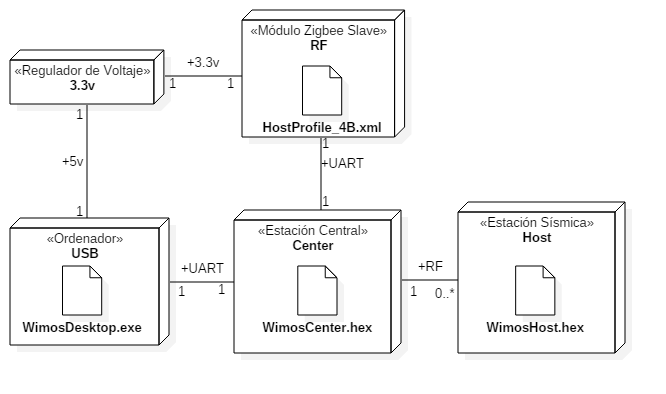 «Módulo Zigbee Slave»
RF
HostProfile_4B.xml
«Regulador de Voltaje»
3.3v
+3.3v
1
1
1
+5v
1
1
+UART
1
«Ordenador»
USB
WimosDesktop.exe
+UART
1
1
«Estación Central»
Center
WimosCenter.hex
+RF
1
0..*
«Estación Sísmica»
Host
WimosHost.hex